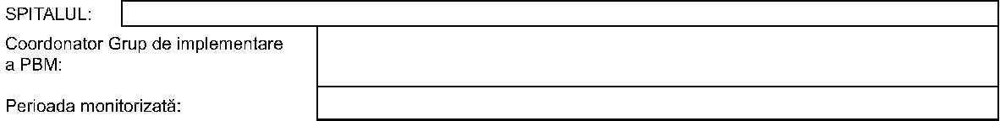 SPITALUL:
Coordonator Grup de implementare
a PBM:
Perioada monitorizată: